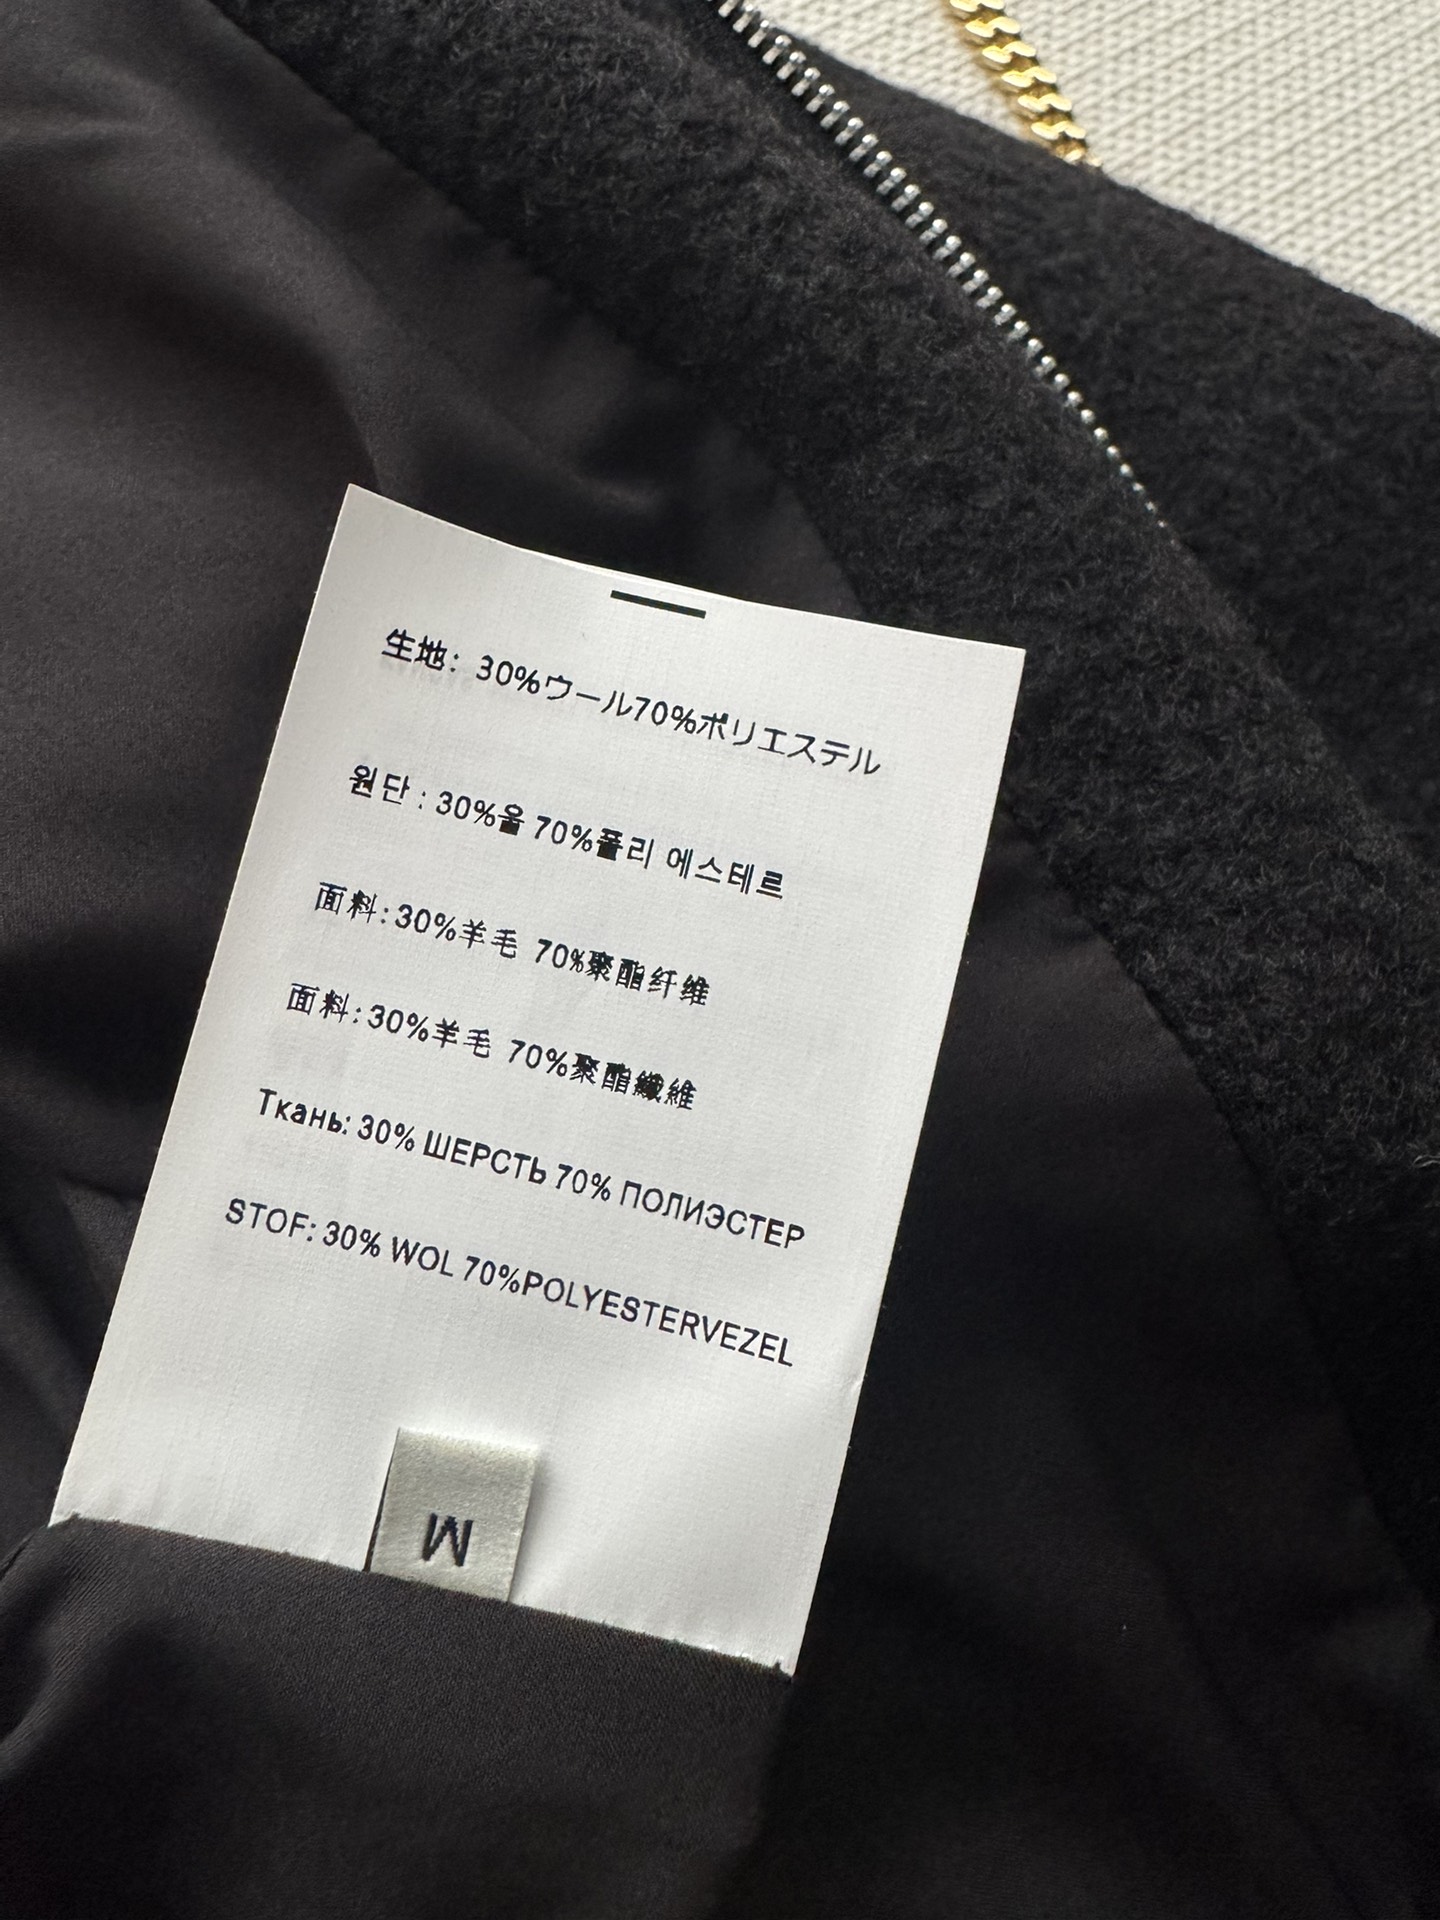 生地: 30%ウール70%ポリエステル
원단 : 30%울 70%폴리 에스테르
面料:30%羊毛 70%聚酯纤维
面料:30%羊毛 70%聚酯纖維
Ткань: 30% ШЕРСТЬ 70% ПОЛИЭСТЕР
STOF: 30% WOL 70%POLYESTERVEZEL
M